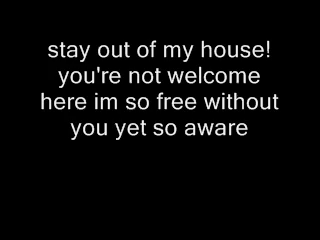 stay out of my house!
you're not welcome
here im so free without
you yet so aware